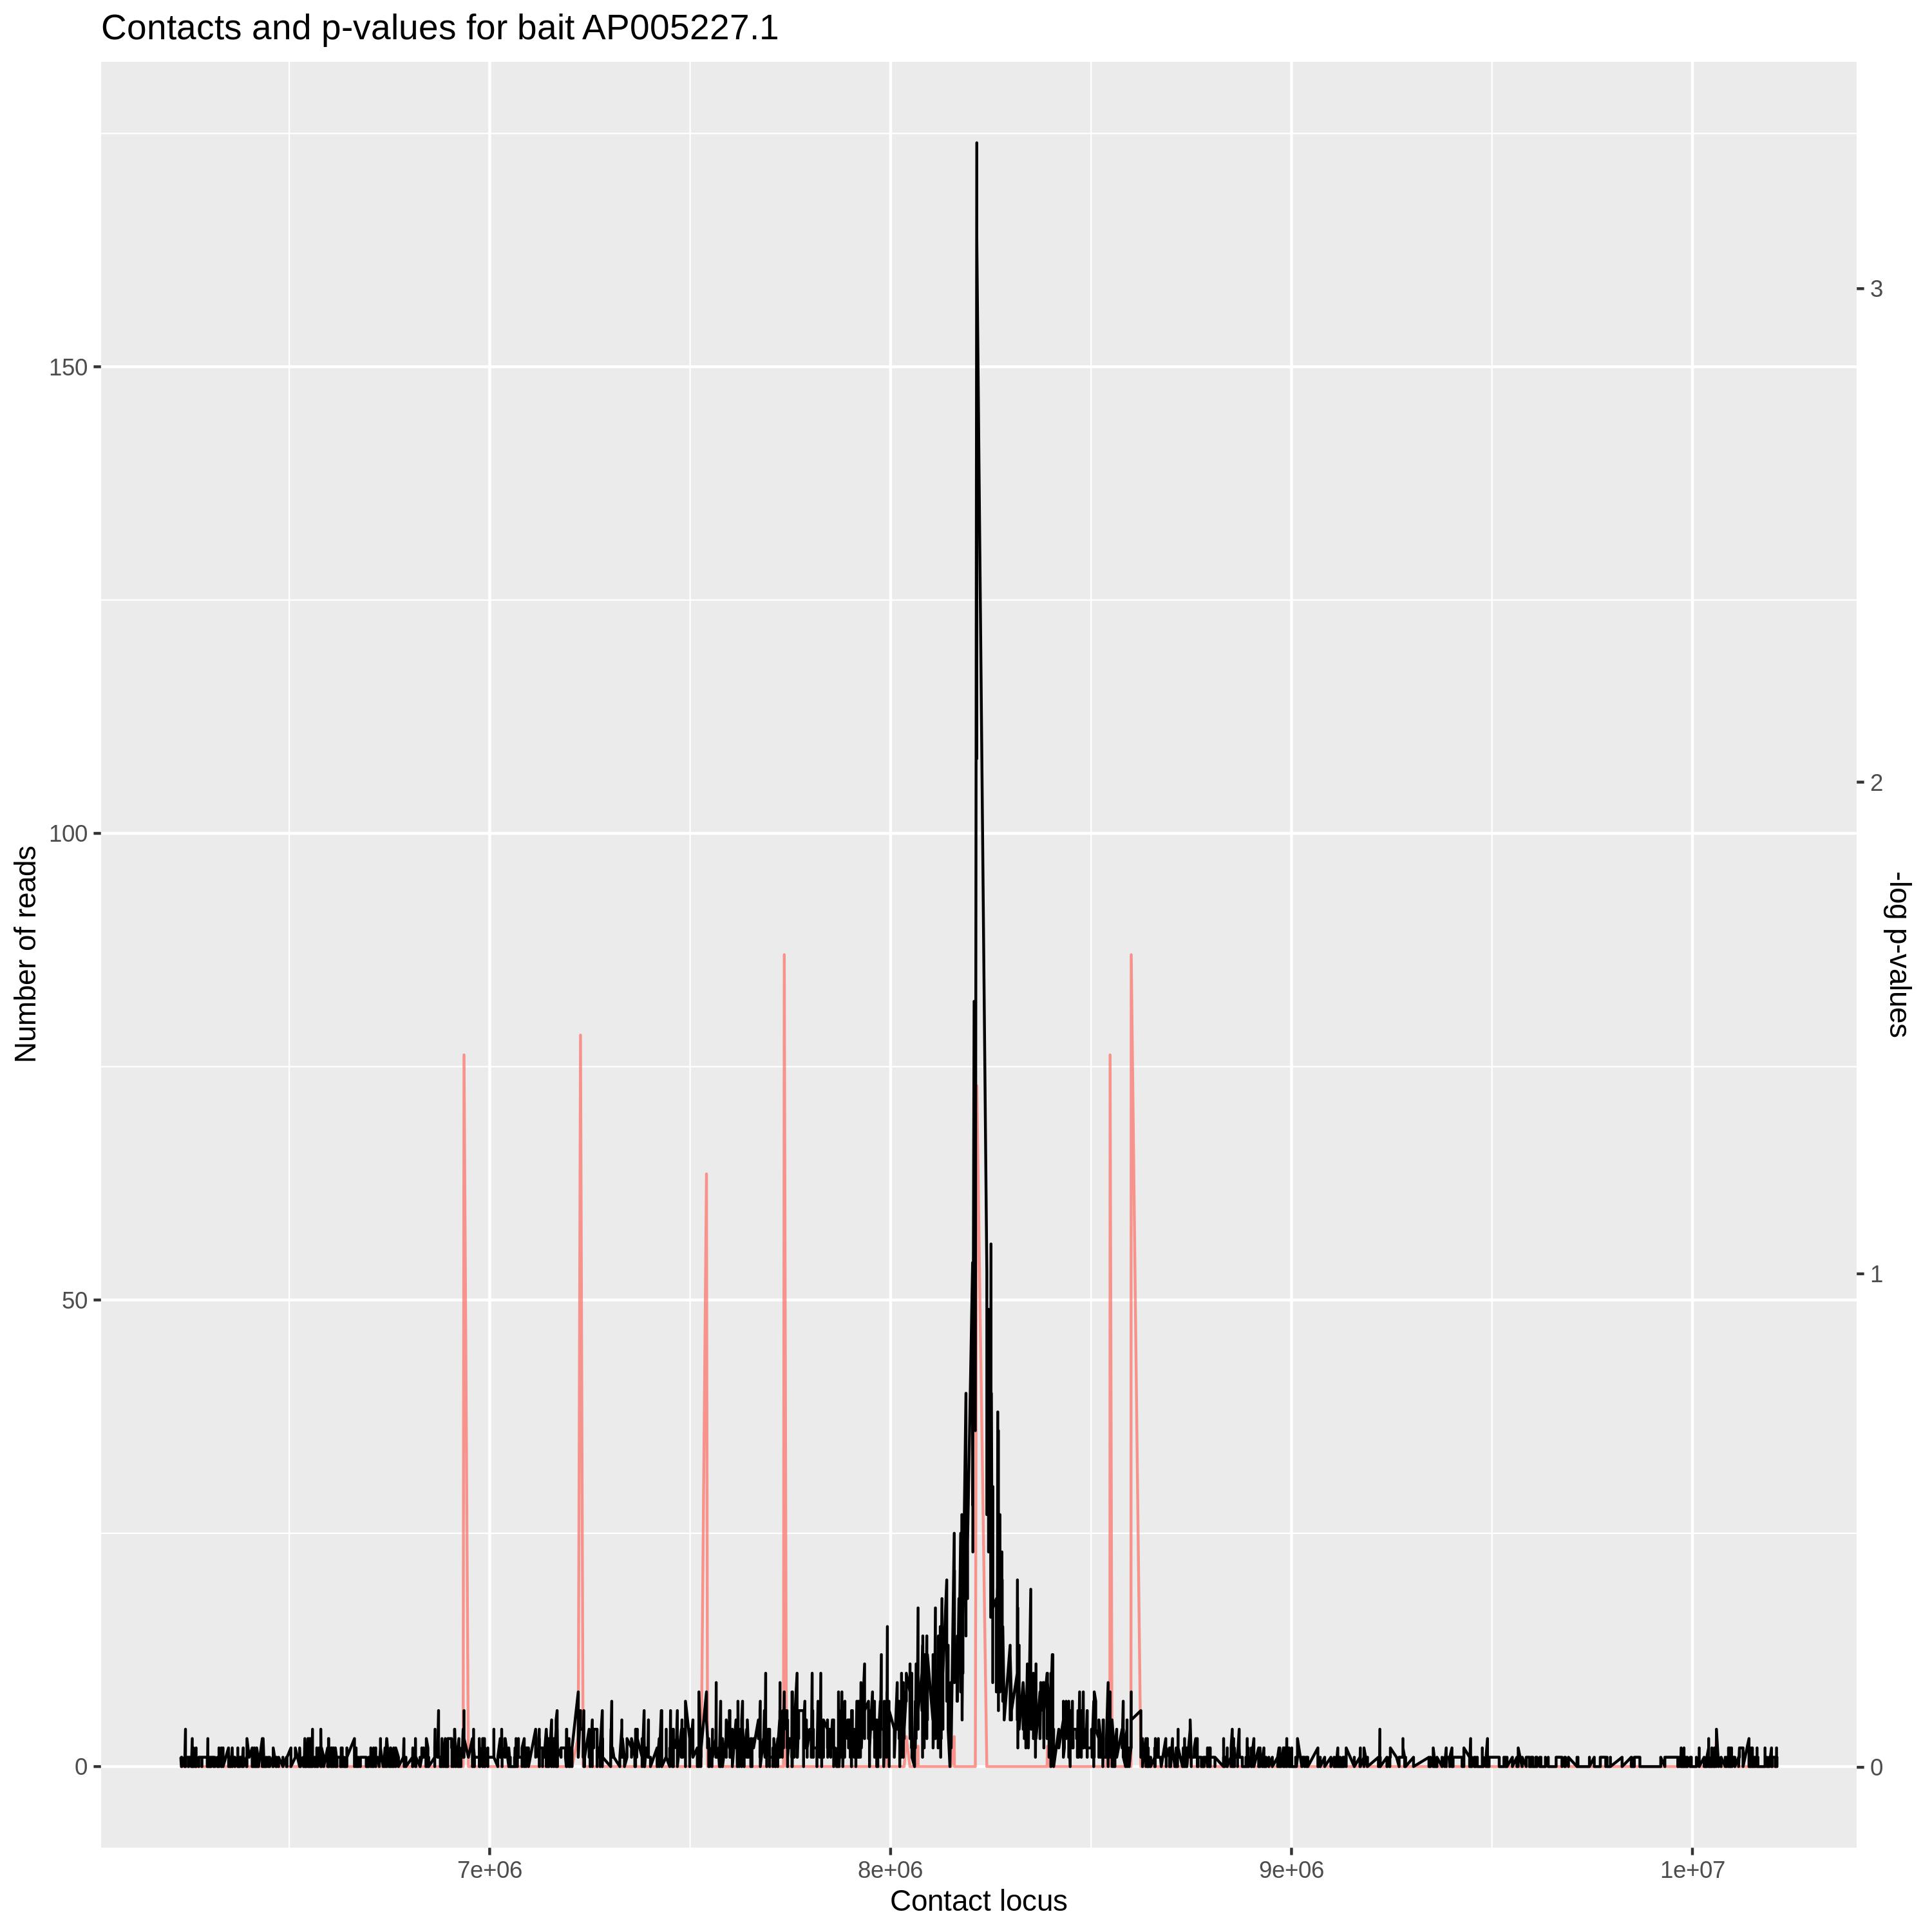 Contacts and p-values for bait AP005227.1
150
100
50
0
Number of reads
3
2
1
0
-log p-values
7e+06
8e+06
9e+06
1e+07
Contact locus